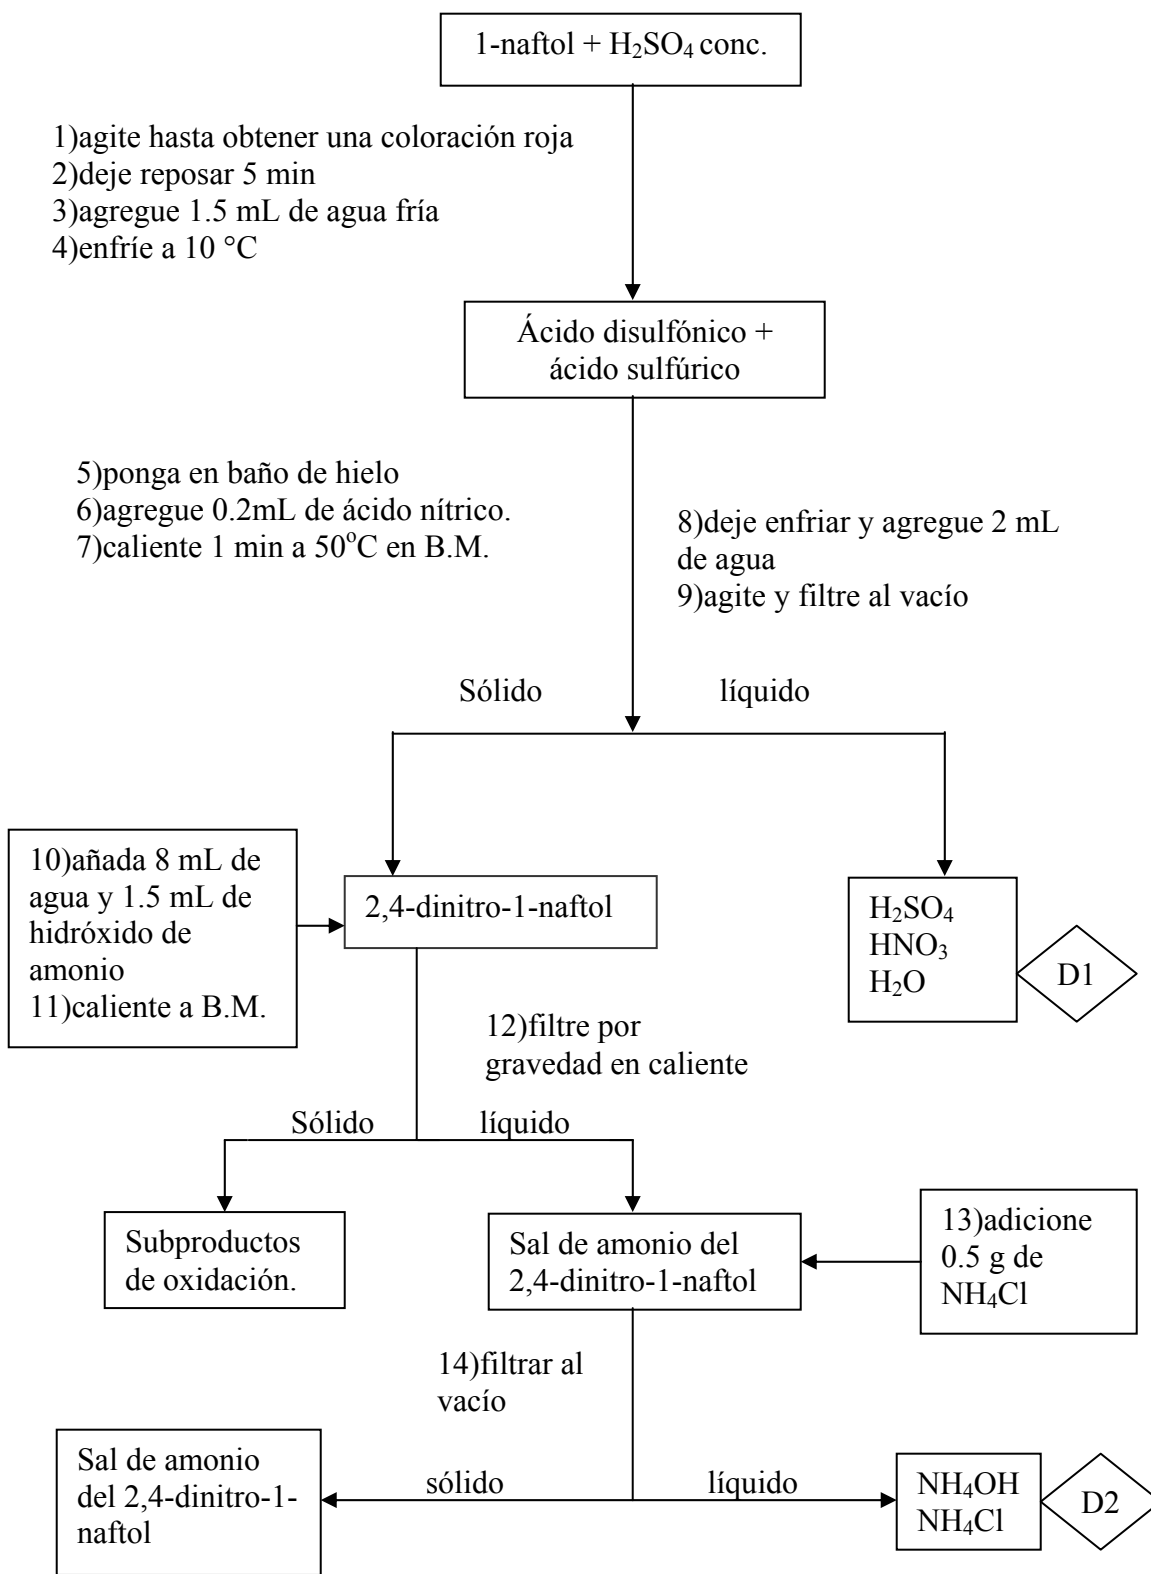 1-naftol + H₂SO₄ conc.
1)agite hasta obtener una coloración roja
2)deje reposar 5 min
3)agregue 1.5 mL de agua fría
4)enfríe a 10 °C
Ácido disulfónico +
ácido sulfúrico
5)ponga en baño de hielo
6)agregue 0.2mL de ácido nítrico.
7)caliente 1 min a 50°C en B.M.
8)deje enfriar y agregue 2 mL
de agua
9)agite y filtre al vacío
Sólido
líquido
10)añada 8 mL de
agua y 1.5 mL de
hidróxido de
amonio
11)caliente a B.M.
2,4-dinitro-1-naftol
H₂SO₄
HNO₃
H₂O
D1
12)filtre por
gravedad en caliente
Sólido
líquido
Subproductos
de oxidación.
Sal de amonio del
2,4-dinitro-1-naftol
13)adicione
0.5 g de
NH₄Cl
14)filtrar al
vacío
Sal de amonio
del 2,4-dinitro-1-
naftol
sólido
líquido
NH₄OH
NH₄Cl
D2